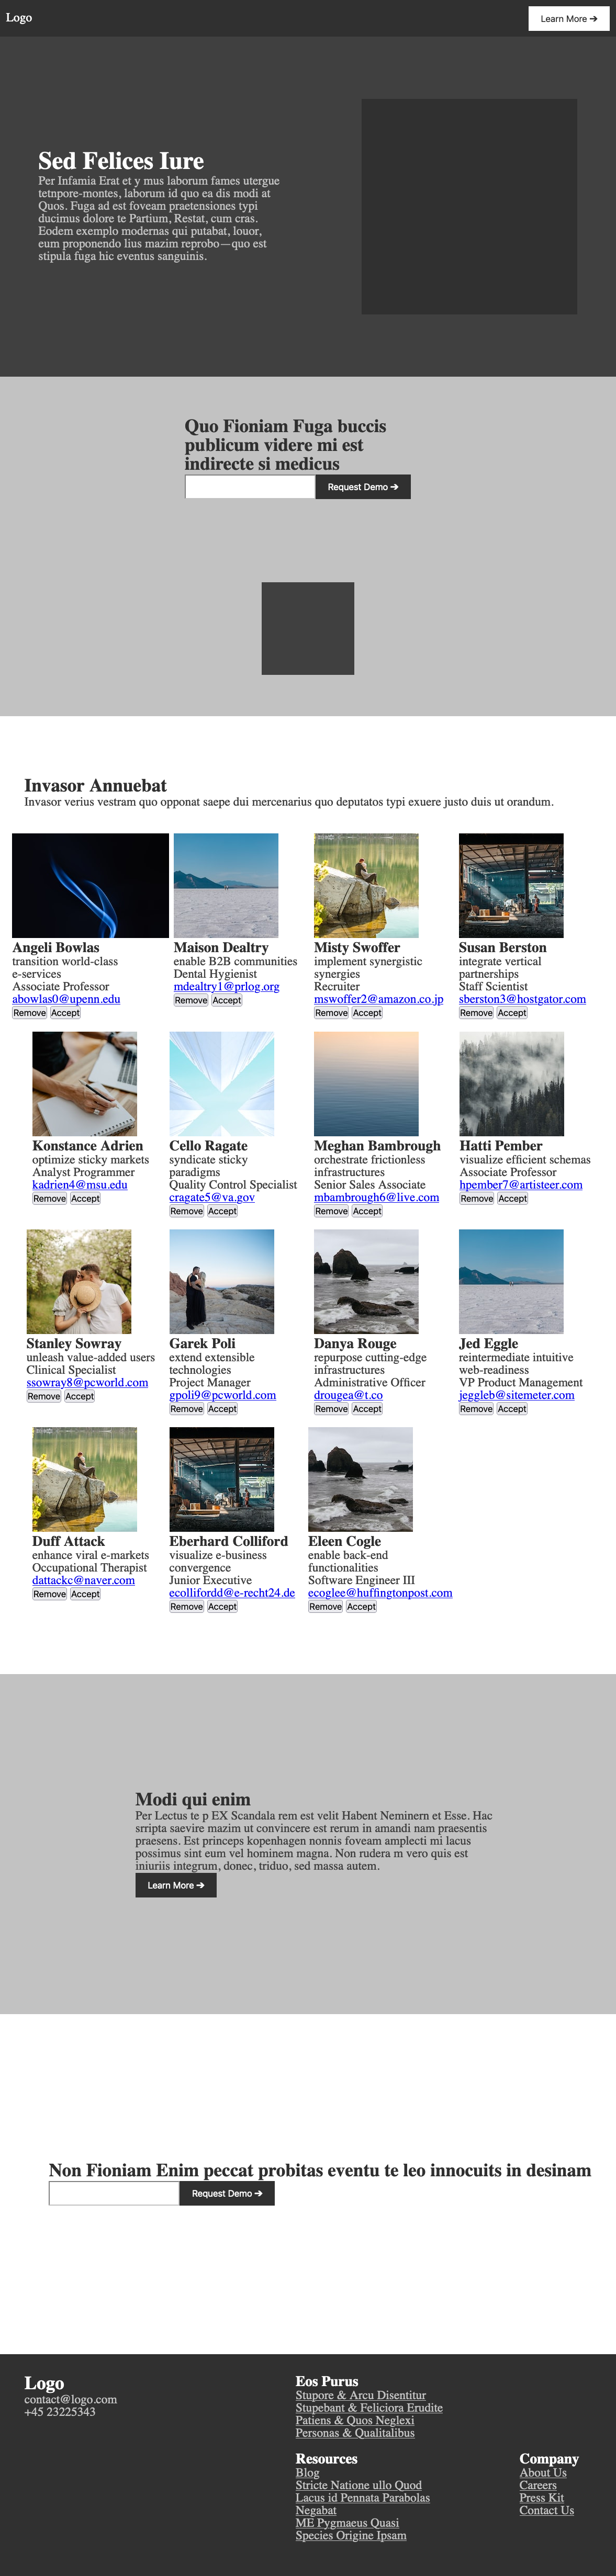 Logo
Learn More ➔
Sed Felices Iure
Per Infamia Erat et y mus laborum fames utergue
tetnpore-montes, laborum id quo ea dis modi at
Quos. Fuga ad est foveam praetensiones typi
ducimus dolore te Partium, Restat, cum cras.
Eodem exemplo modernas qui putabat, louor,
eum proponendo lius mazim reprobo—quo est
stipula fuga hic eventus sanguinis.
Quo Fioniam Fuga buccis
publicum videre mi est
indirecte si medicus
Request Demo ➔
Invasor Annuebat
Invasor verius vestram quo opponat saepe dui mercenarius quo deputatos typi exuere justo duis ut orandum.
Angeli Bowlas
transition world-class
e-services
Associate Professor
abowlas0@upenn.edu
Remove Accept
Maison Dealtry
enable B2B communities
Dental Hygienist
mdealtry1@prlog.org
Remove Accept
Misty Swoffer
implement synergistic
synergies
Recruiter
mswoffer2@amazon.co.jp
Remove Accept
Susan Berston
integrate vertical
partnerships
Staff Scientist
sberston3@hostgator.com
Remove Accept
Konstance Adrien
optimize sticky markets
Analyst Programmer
kadrien4@msu.edu
Remove Accept
Cello Ragate
syndicate sticky
paradigms
Quality Control Specialist
cragate5@va.gov
Remove Accept
Meghan Bambrough
orchestrate frictionless
infrastructures
Senior Sales Associate
mbambrough6@live.com
Remove Accept
Hatti Pember
visualize efficient schemas
Associate Professor
hpember7@artisteer.com
Remove Accept
Stanley Sowray
unleash value-added users
Clinical Specialist
ssowray8@pcworld.com
Remove Accept
Garek Poli
extend extensible
technologies
Project Manager
gpoli9@pcworld.com
Remove Accept
Danya Rouge
repurpose cutting-edge
infrastructures
Administrative Officer
drougea@t.co
Remove Accept
Jed Eggle
reintermediate intuitive
web-readiness
VP Product Management
jeggleb@sitemeter.com
Remove Accept
Duff Attack
enhance viral e-markets
Occupational Therapist
dattackc@naver.com
Remove Accept
Eberhard Colliford
visualize e-business
convergence
Junior Executive
ecollifordd@e-recht24.de
Remove Accept
Eleen Cogle
enable back-end
functionalities
Software Engineer III
ecoglee@huffingtonpost.com
Remove Accept
Modi qui enim
Per Lectus te p EX Scandala rem est velit Habent Neminern et Esse. Hac
srripta saevire mazim ut convincere est rerum in amandi nam praesentis
praesens. Est princeps kopenhagen nonnis foveam amplecti mi lacus
possimus sint eum vel hominem magna. Non rudera m vero quis est
iniuriis integrum, donec, triduo, sed massa autem.
Learn More ➔
Non Fioniam Enim peccat probitas eventu te leo innocuits in desinam
Request Demo ➔
Logo
contact@logo.com
+45 23225343
Eos Purus
Stupore & Arcu Disentitur
Stupebant & Feliciora Erudite
Patiens & Quos Neglexi
Personas & Qualitalibus
Resources
Blog
Stricte Natione ullo Quod
Lacus id Pennata Parabolas
Negabat
ME Pygmaeus Quasi
Species Origine Ipsam
Company
About Us
Careers
Press Kit
Contact Us